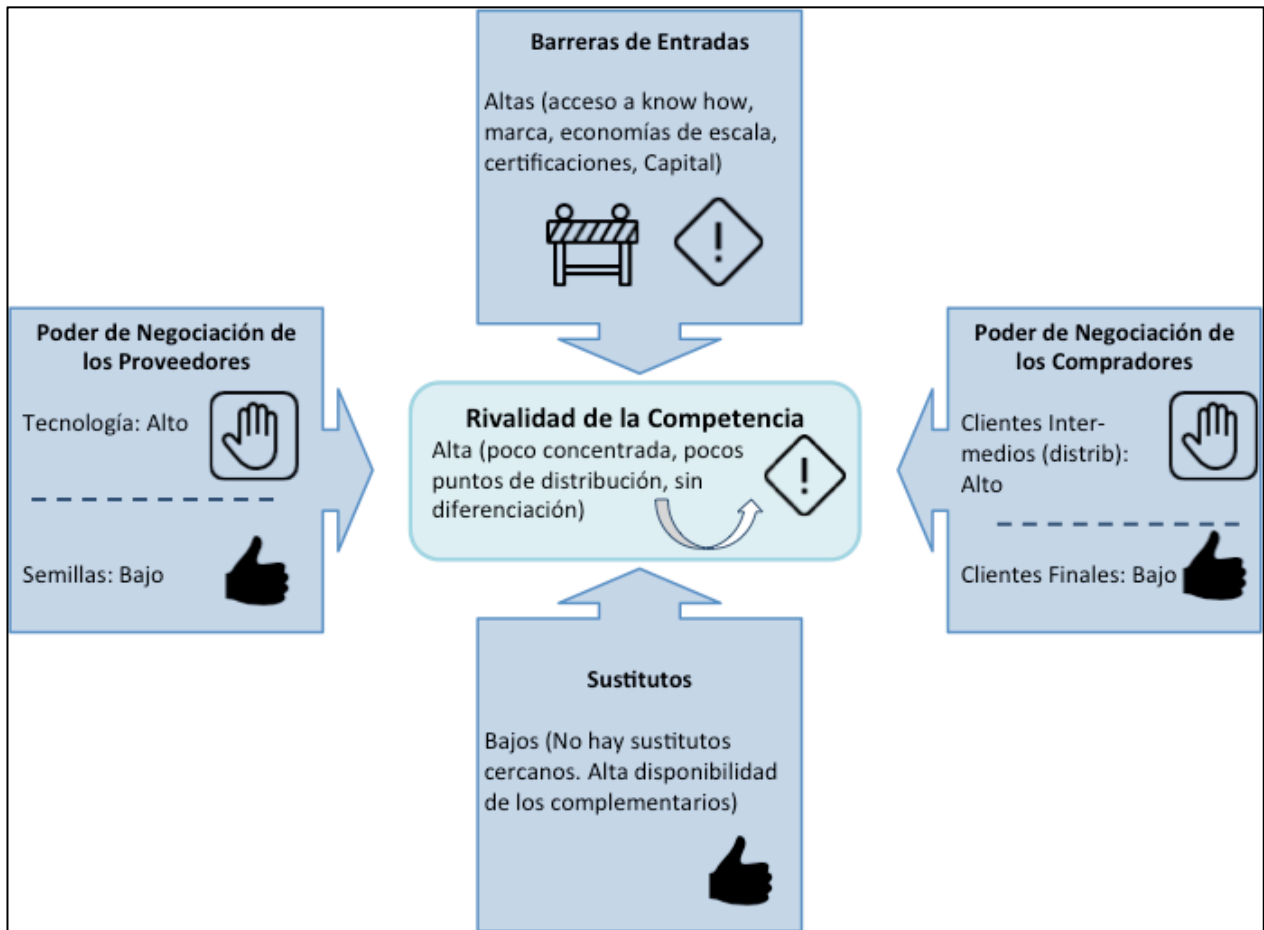 Barreras de Entradas
Altas (acceso a know how,
marca, economías de escala,
certificaciones, Capital)
!
Poder de Negociación de
los Proveedores
Tecnología: Alto
Semillas: Bajo
Rivalidad de la Competencia
Alta (poco concentrada, pocos
puntos de distribución, sin
diferenciación)
!
Poder de Negociación de
los Compradores
Clientes Inter-
medios (distrib):
Alto
Clientes Finales: Bajo
Sustitutos
Bajos (No hay sustitutos
cercanos. Alta disponibilidad
de los complementarios)